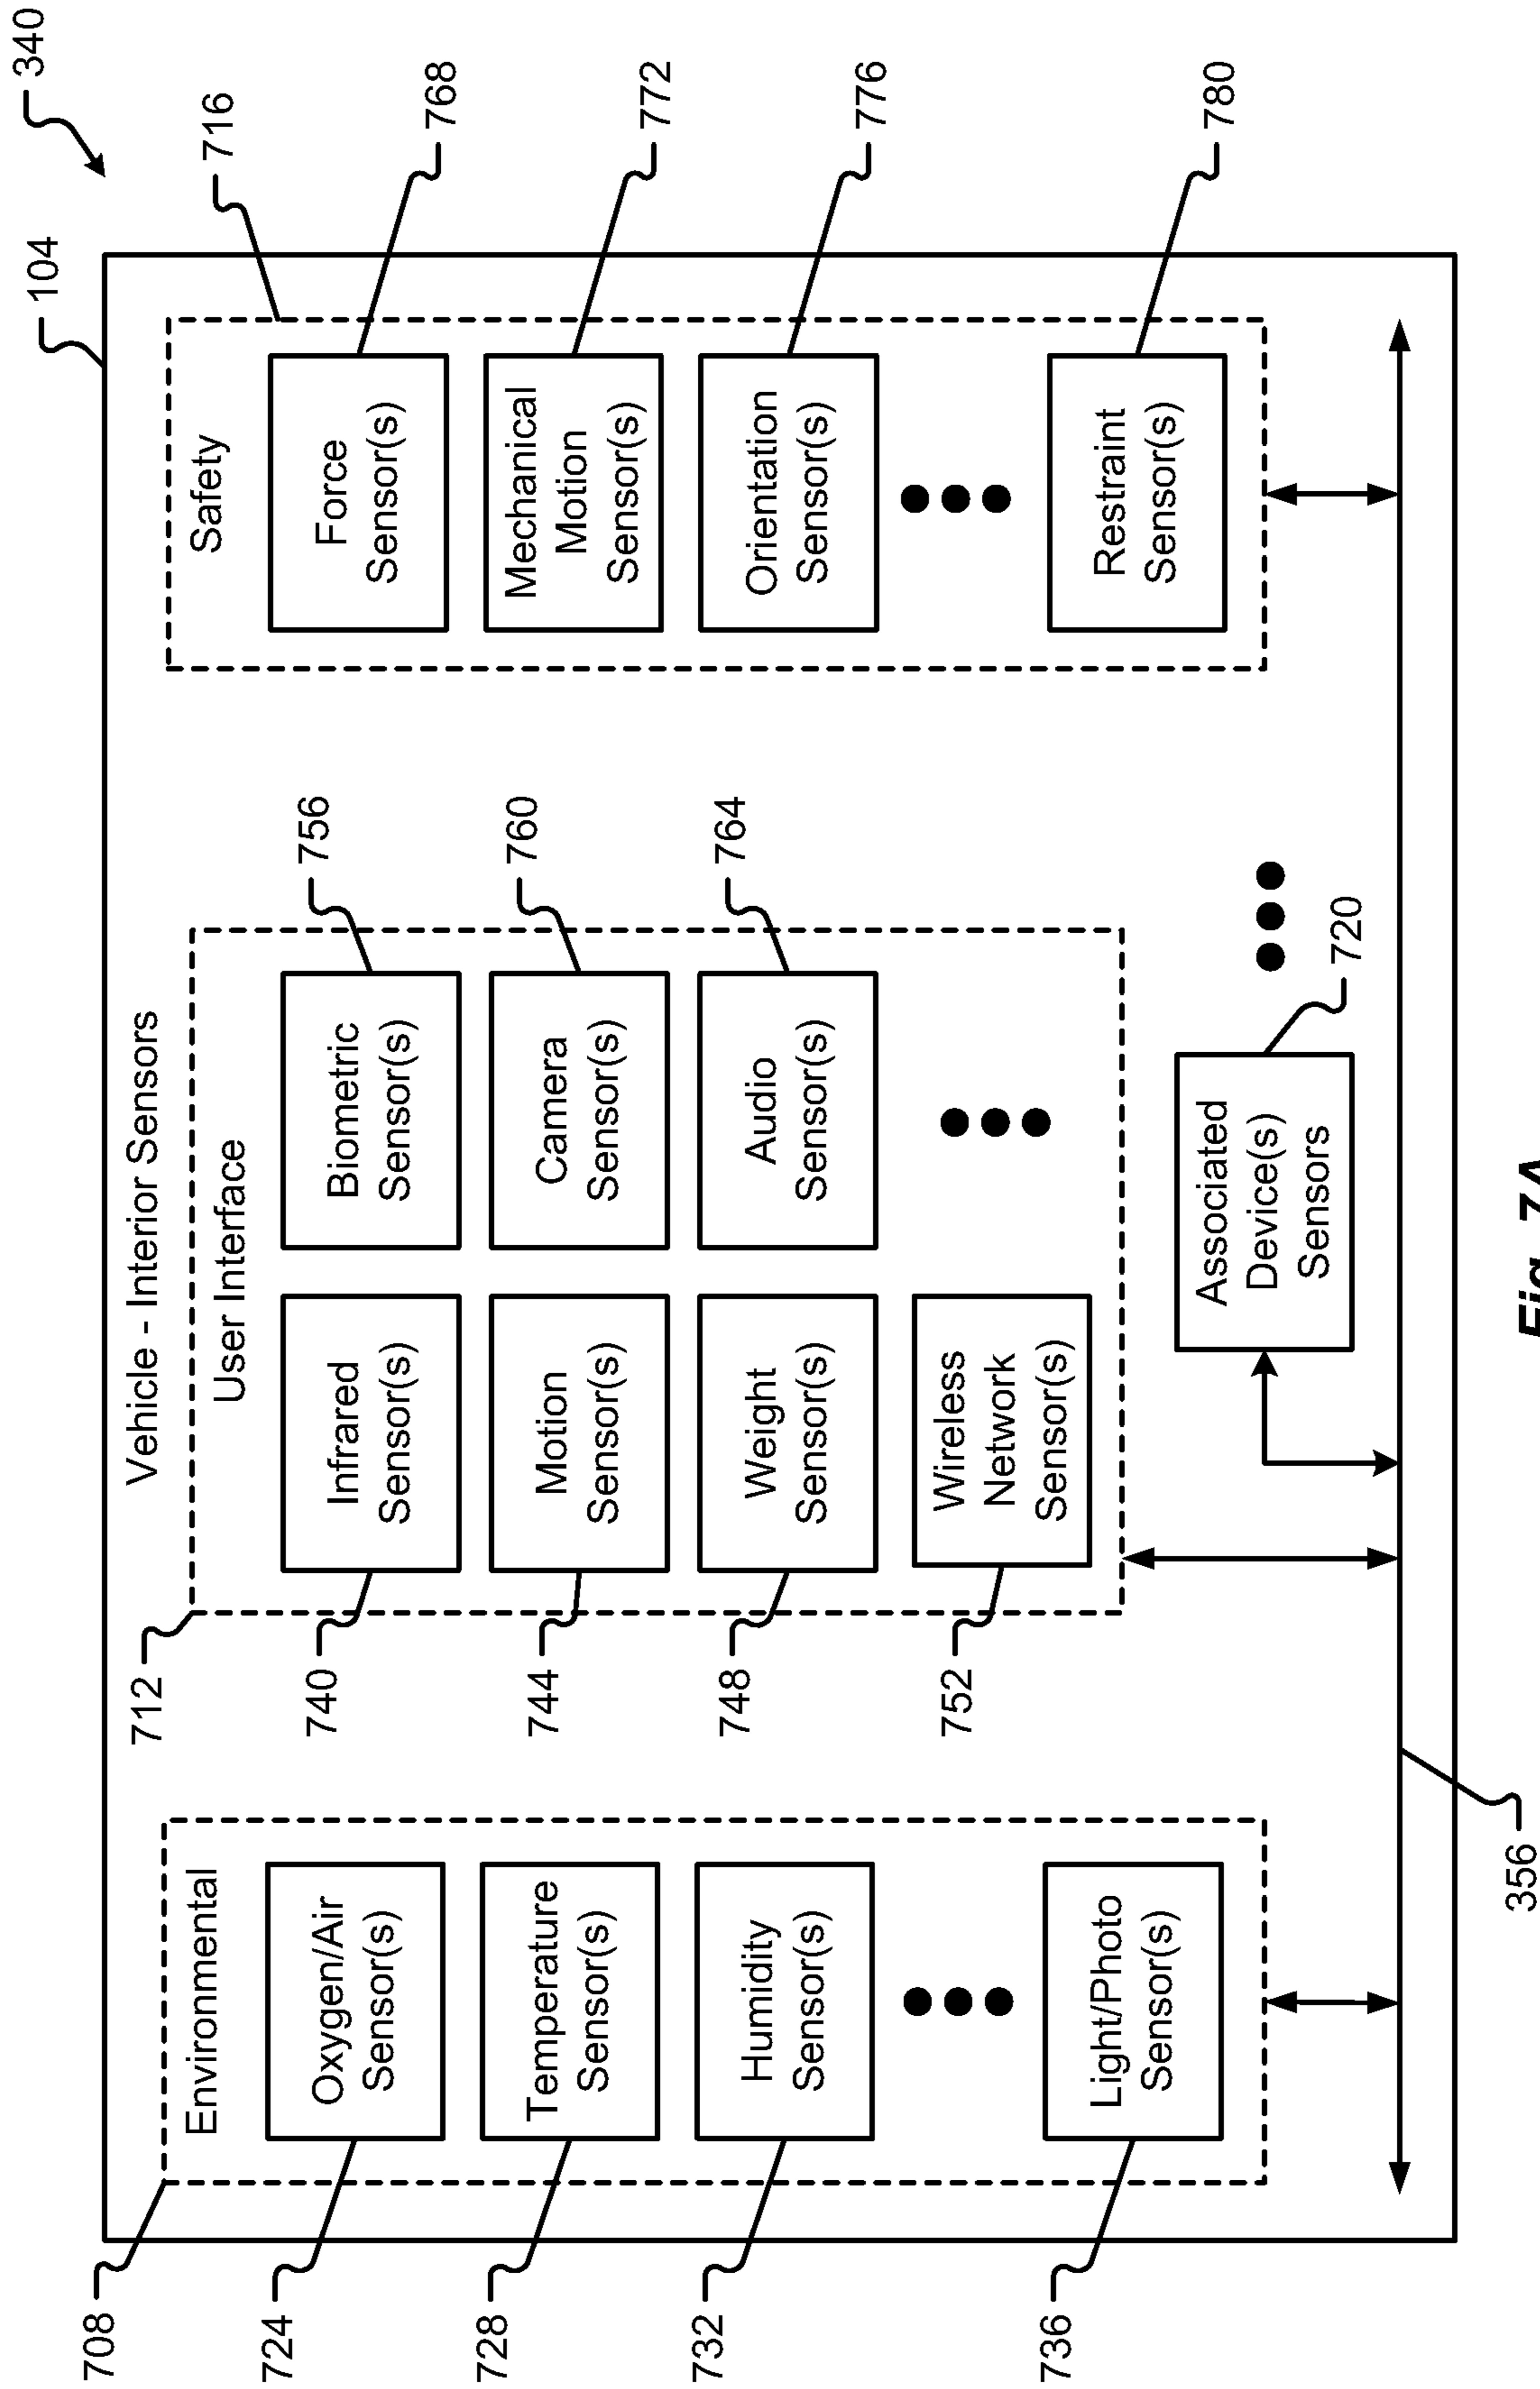 340
104
716
Vehicle - Interior Sensors
708
Environmental
724
Oxygen/Air
Sensor(s)
728
Temperature
Sensor(s)
732
Humidity
Sensor(s)
736
Light/Photo
Sensor(s)
712
User Interface
740
Infrared
Sensor(s)
744
Motion
Sensor(s)
748
Weight
Sensor(s)
752
Wireless
Network
Sensor(s)
756
Biometric
Sensor(s)
760
Camera
Sensor(s)
764
Audio
Sensor(s)
Associated
Device(s)
Sensors
720
Safety
Force
Sensor(s)
768
Mechanical
Motion
Sensor(s)
772
Orientation
Sensor(s)
776
Restraint
Sensor(s)
780
356
Fig. 7A